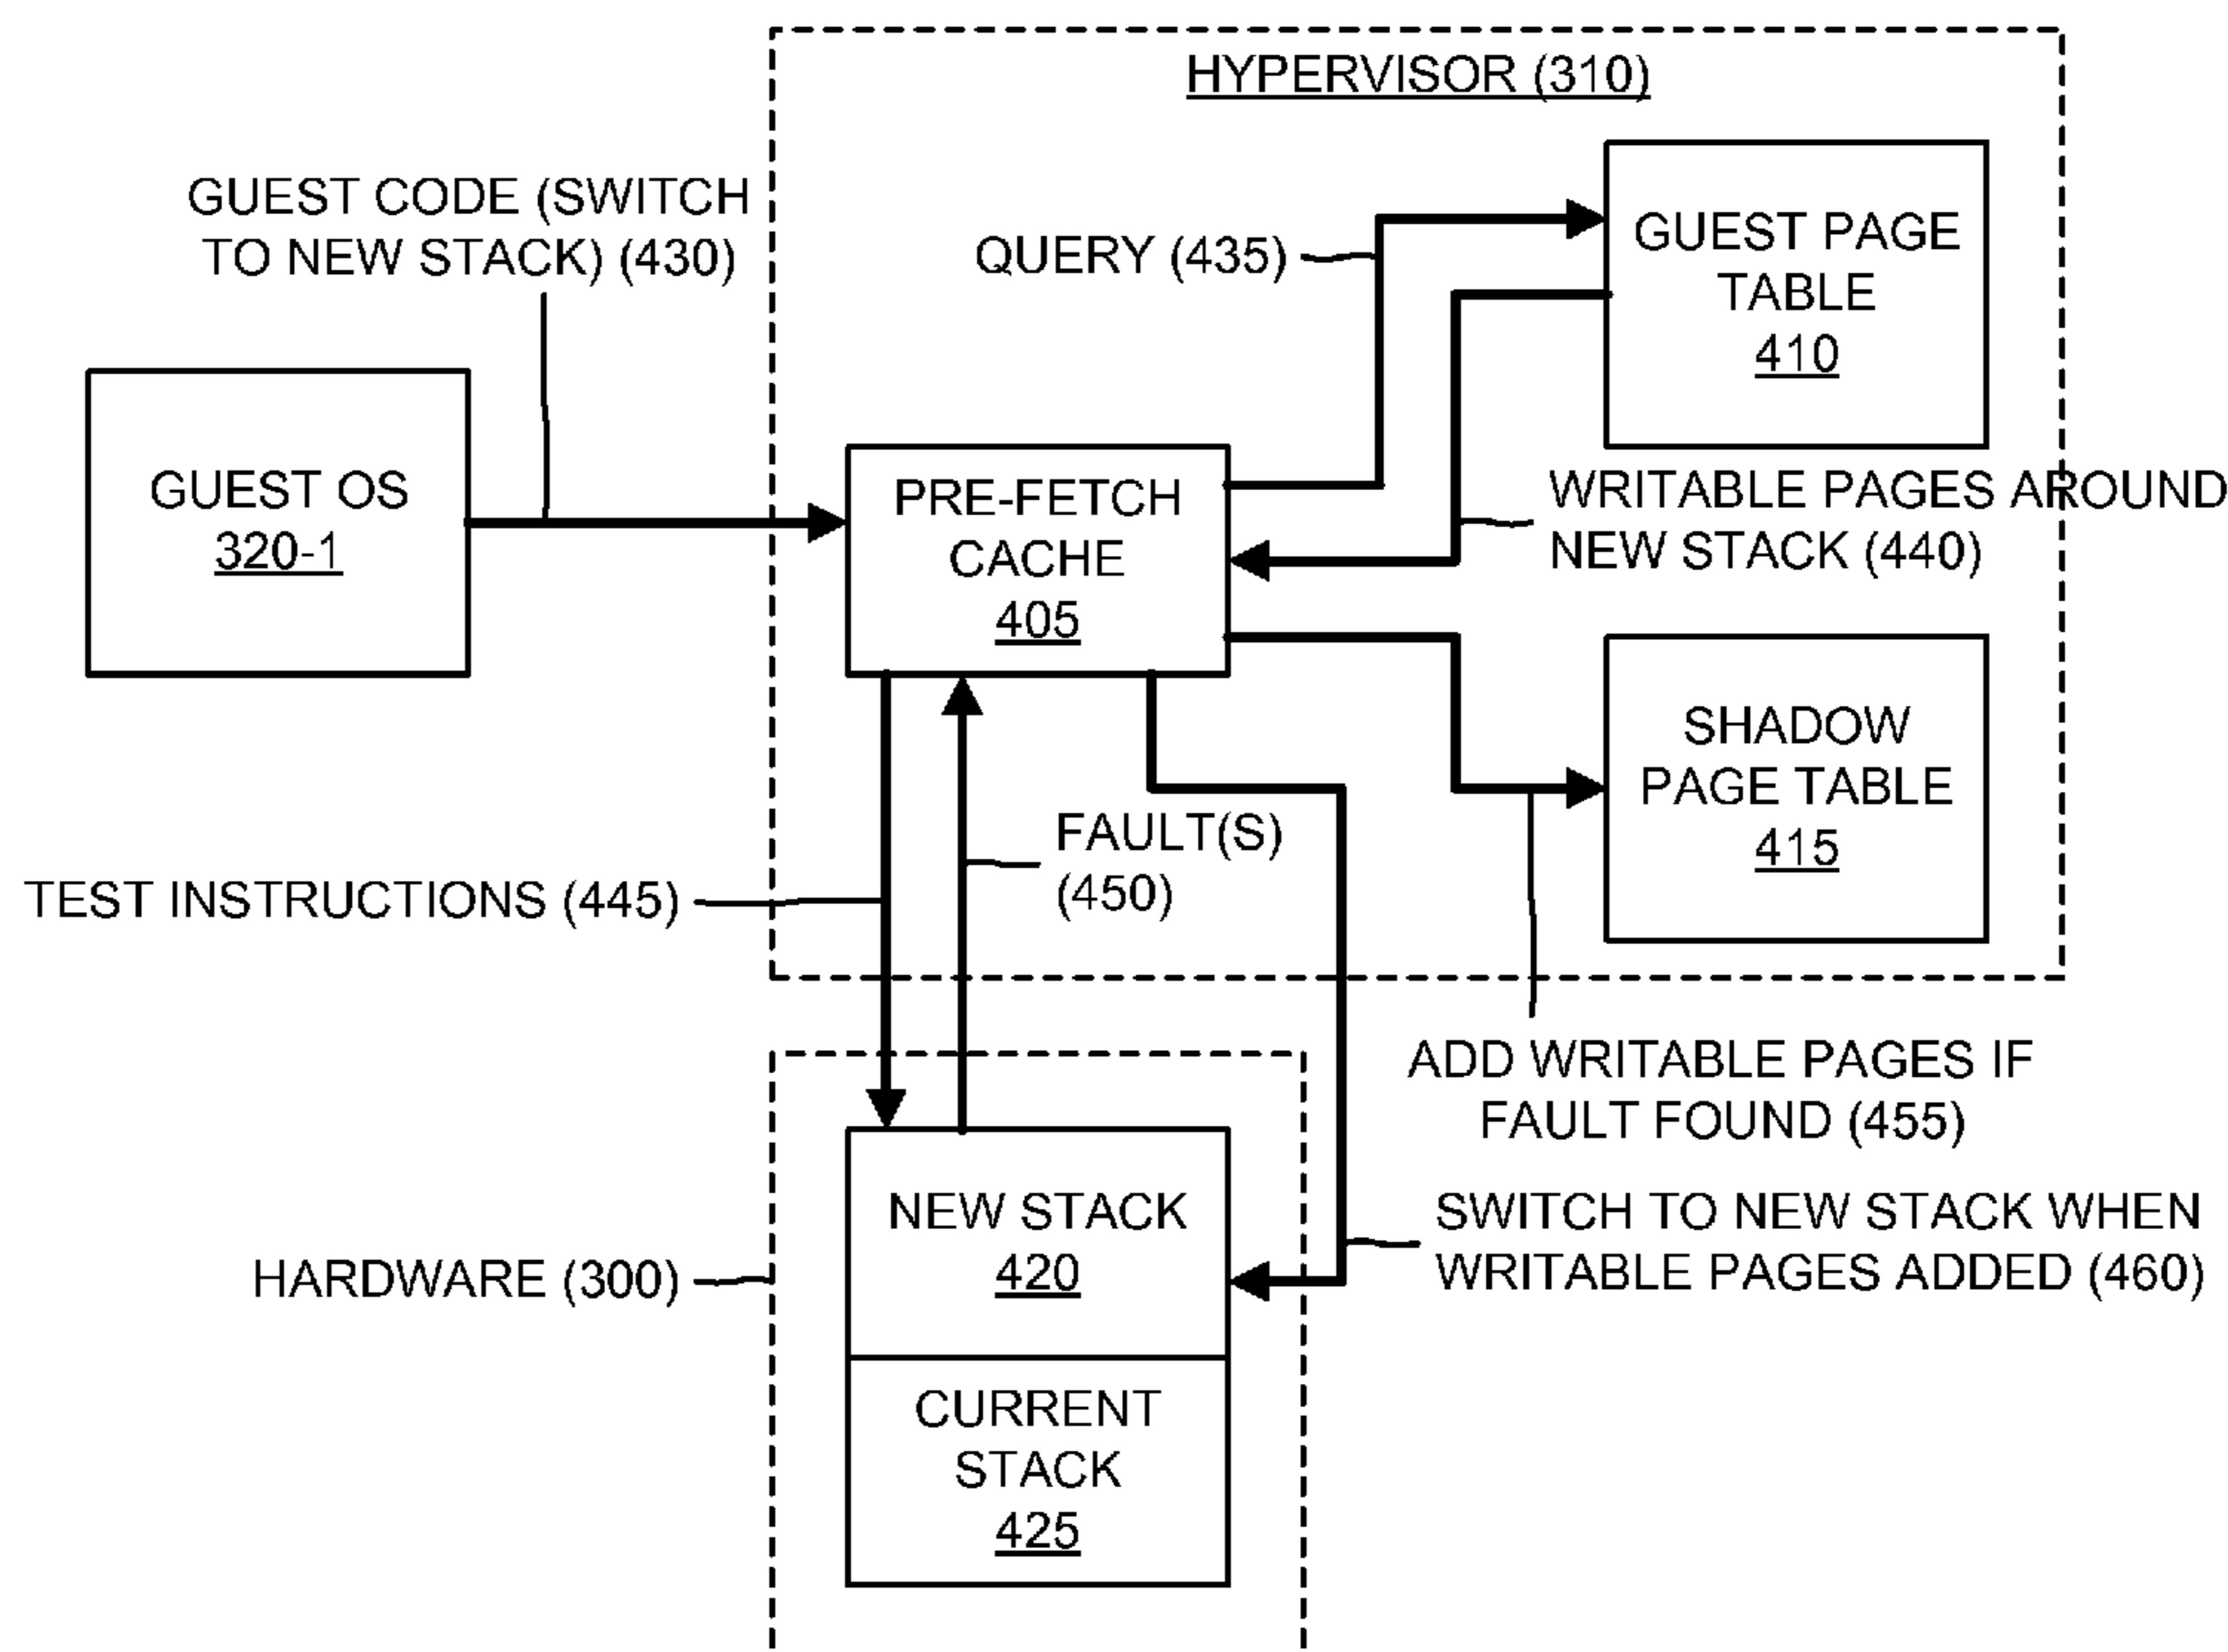 HYPERVISOR (310)
GUEST CODE (SWITCH
TO NEW STACK) (430)
QUERY (435)
GUEST PAGE
TABLE
410
GUEST OS
320-1
PRE-FETCH
CACHE
405
WRITABLE PAGES AROUND
NEW STACK (440)
SHADOW
PAGE TABLE
415
FAULT(S)
(450)
TEST INSTRUCTIONS (445)
ADD WRITABLE PAGES IF
FAULT FOUND (455)
NEW STACK
420
SWITCH TO NEW STACK WHEN
WRITABLE PAGES ADDED (460)
HARDWARE (300)
CURRENT
STACK
425